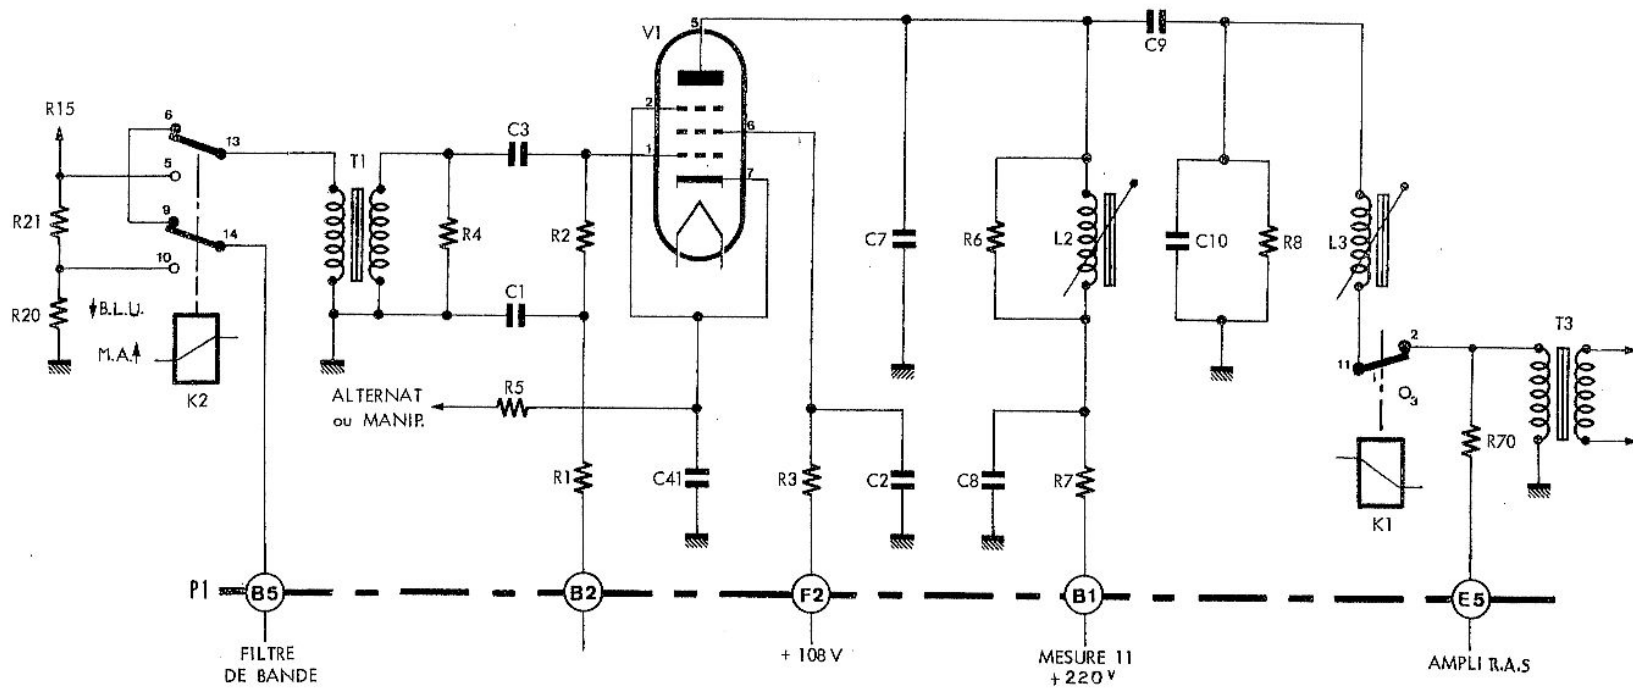 5
V1
C9
R15
6
13
C3
2
6
T1
5
1
7
9
R21
14
R4
R2
C7
R6
L2
C10
R8
L3
10
C1
R20
B.L.U.
M.A.
T3
2
11
K2
ALTERNAT
ou MANIP.
R5
3
R1
C41
R3
C2
C8
R7
R70
K1
P1
B5
B2
F2
B1
E5
FILTRE
DE BANDE
+ 108 V
MESURE 11
+ 220 V
AMPLI R.A.S